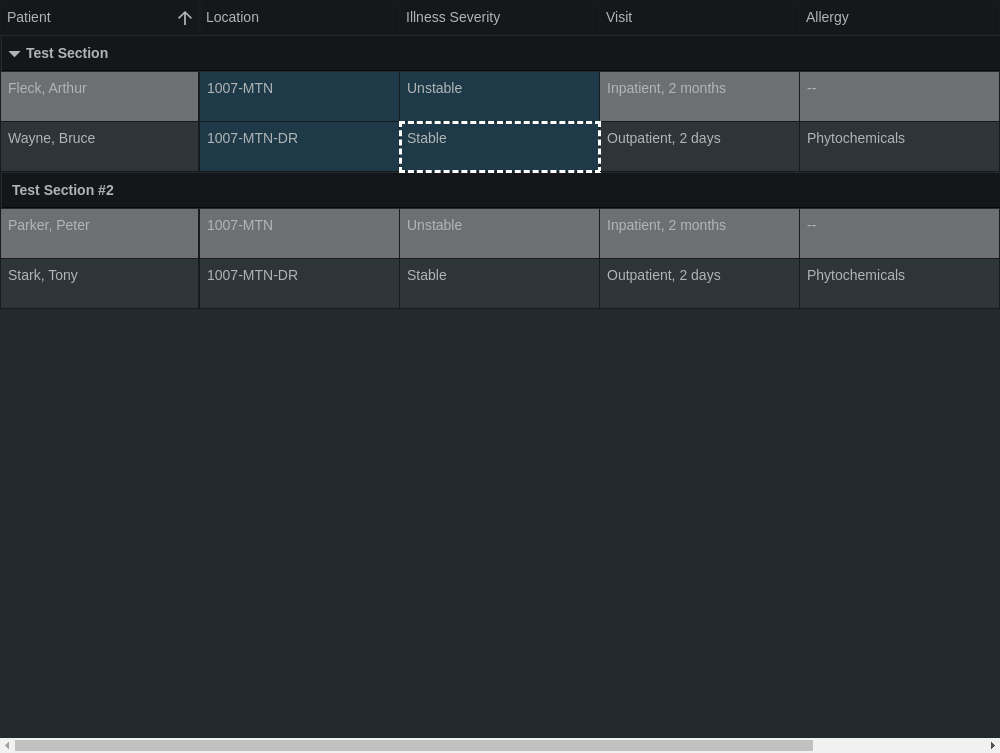 Patient Location Illness Severity Visit Allergy
Test Section
Fleck, Arthur 1007-MTN Unstable Inpatient, 2 months --
Wayne, Bruce 1007-MTN-DR Stable Outpatient, 2 days Phytochemicals
Test Section #2
Parker, Peter 1007-MTN Unstable Inpatient, 2 months --
Stark, Tony 1007-MTN-DR Stable Outpatient, 2 days Phytochemicals